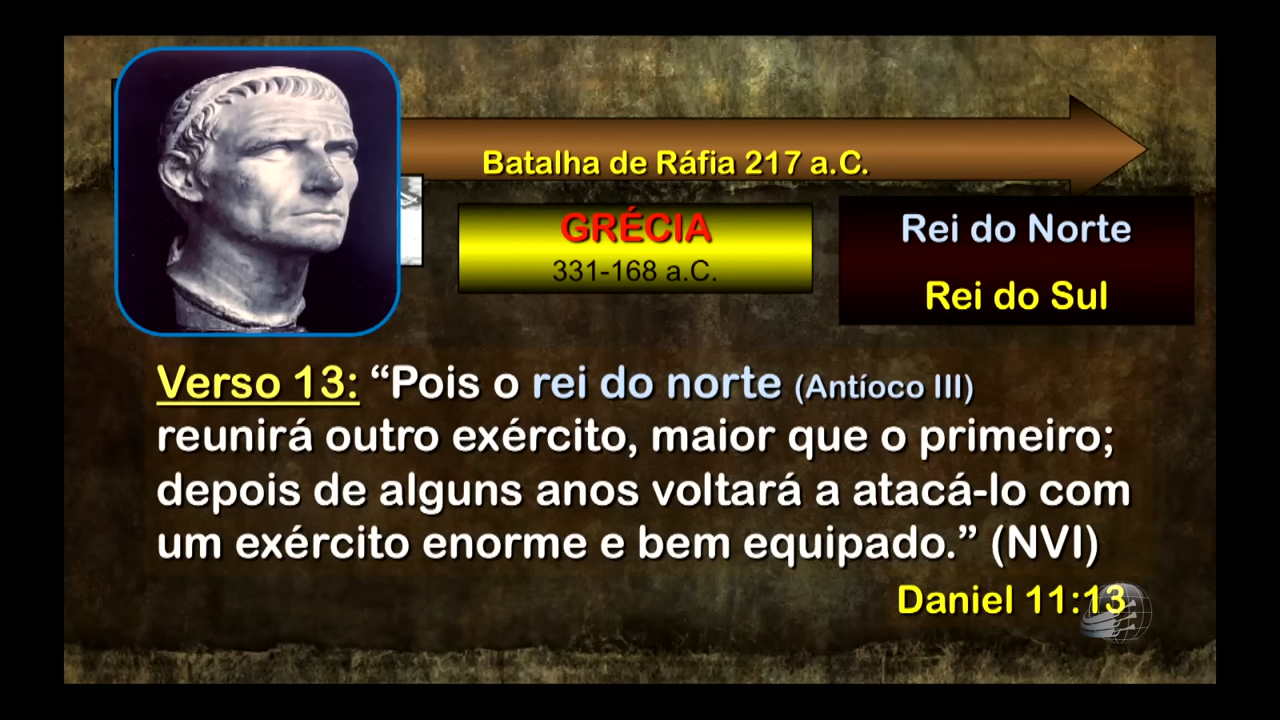 Batalha de Ráfia 217 a.C.
GRÉCIA
331-168 a.C.
Rei do Norte
Rei do Sul
Verso 13: “Pois o rei do norte (Antíoco III)
reunirá outro exército, maior que o primeiro;
depois de alguns anos voltará a atacá-lo com
um exército enorme e bem equipado.” (NVI)
Daniel 11:13